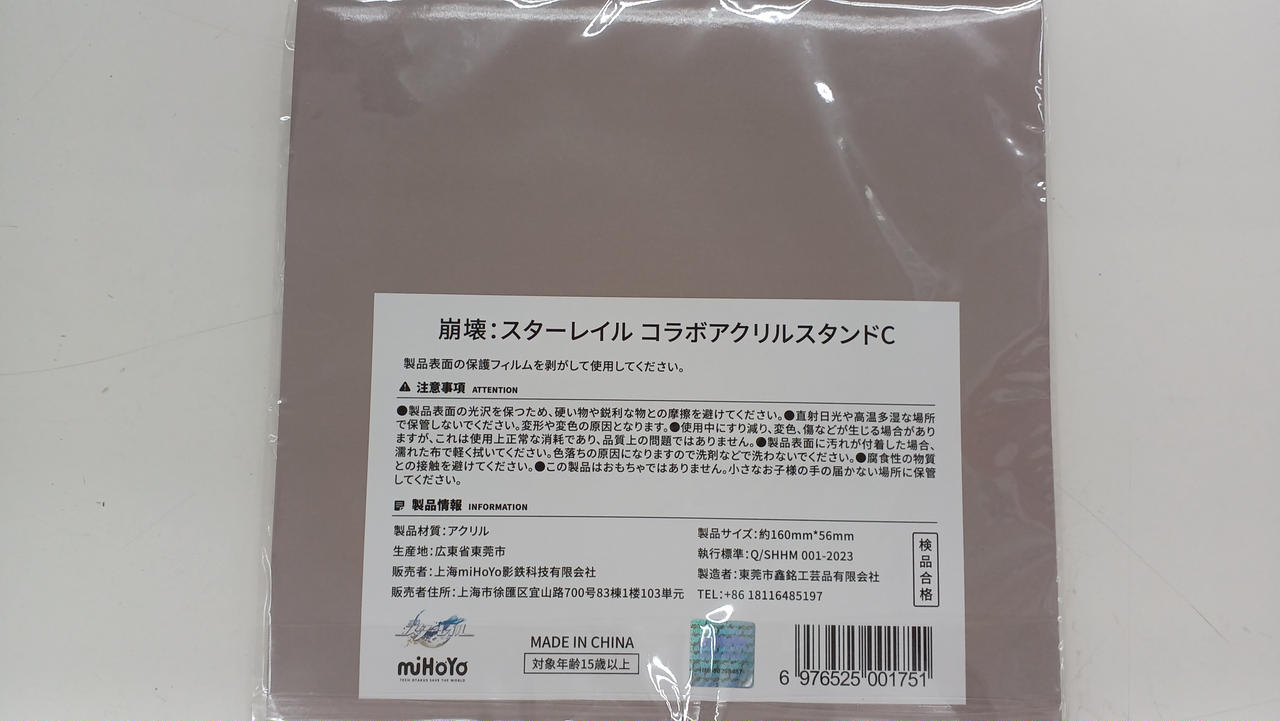 崩壊：スターレイル コラボアクリルスタンドC
製品表面の保護フィルムを剥がして使用してください。
注意事項 ATTENTION
●製品表面の光沢を保つため、硬い物や鋭利な物との摩擦を避けてください。●直射日光や高温多湿な場所
で保管しないでください。変形や変色の原因となります。●使用中にすり減り、変色、傷などが生じる場合があり
ますが、これは使用上正常な消耗であり、品質上の問題ではありません。●製品表面に汚れが付着した場合、
濡れた布で軽く拭いてください。色落ちの原因になりますので洗剤などで洗わないでください。●腐食性の物質
との接触を避けてください。●この製品はおもちゃではありません。小さなお子様の手の届かない場所に保管
してください。
製品情報 INFORMATION
製品材質：アクリル
生産地：広東省東莞市
販売者：上海miHoYo影鉄科技有限会社
販売者住所：上海市徐匯区宜山路700号83棟1楼103単元
製品サイズ：約160mm*56mm
執行標準：Q/SHHM 001-2023
製造者：東莞市鑫銘工芸品有限会社
TEL：+86 18116485197
検品合格
miHoYo
TECH OTAKUS SAVE THE WORLD
MADE IN CHINA
対象年齢15歳以上
6 976525 001751